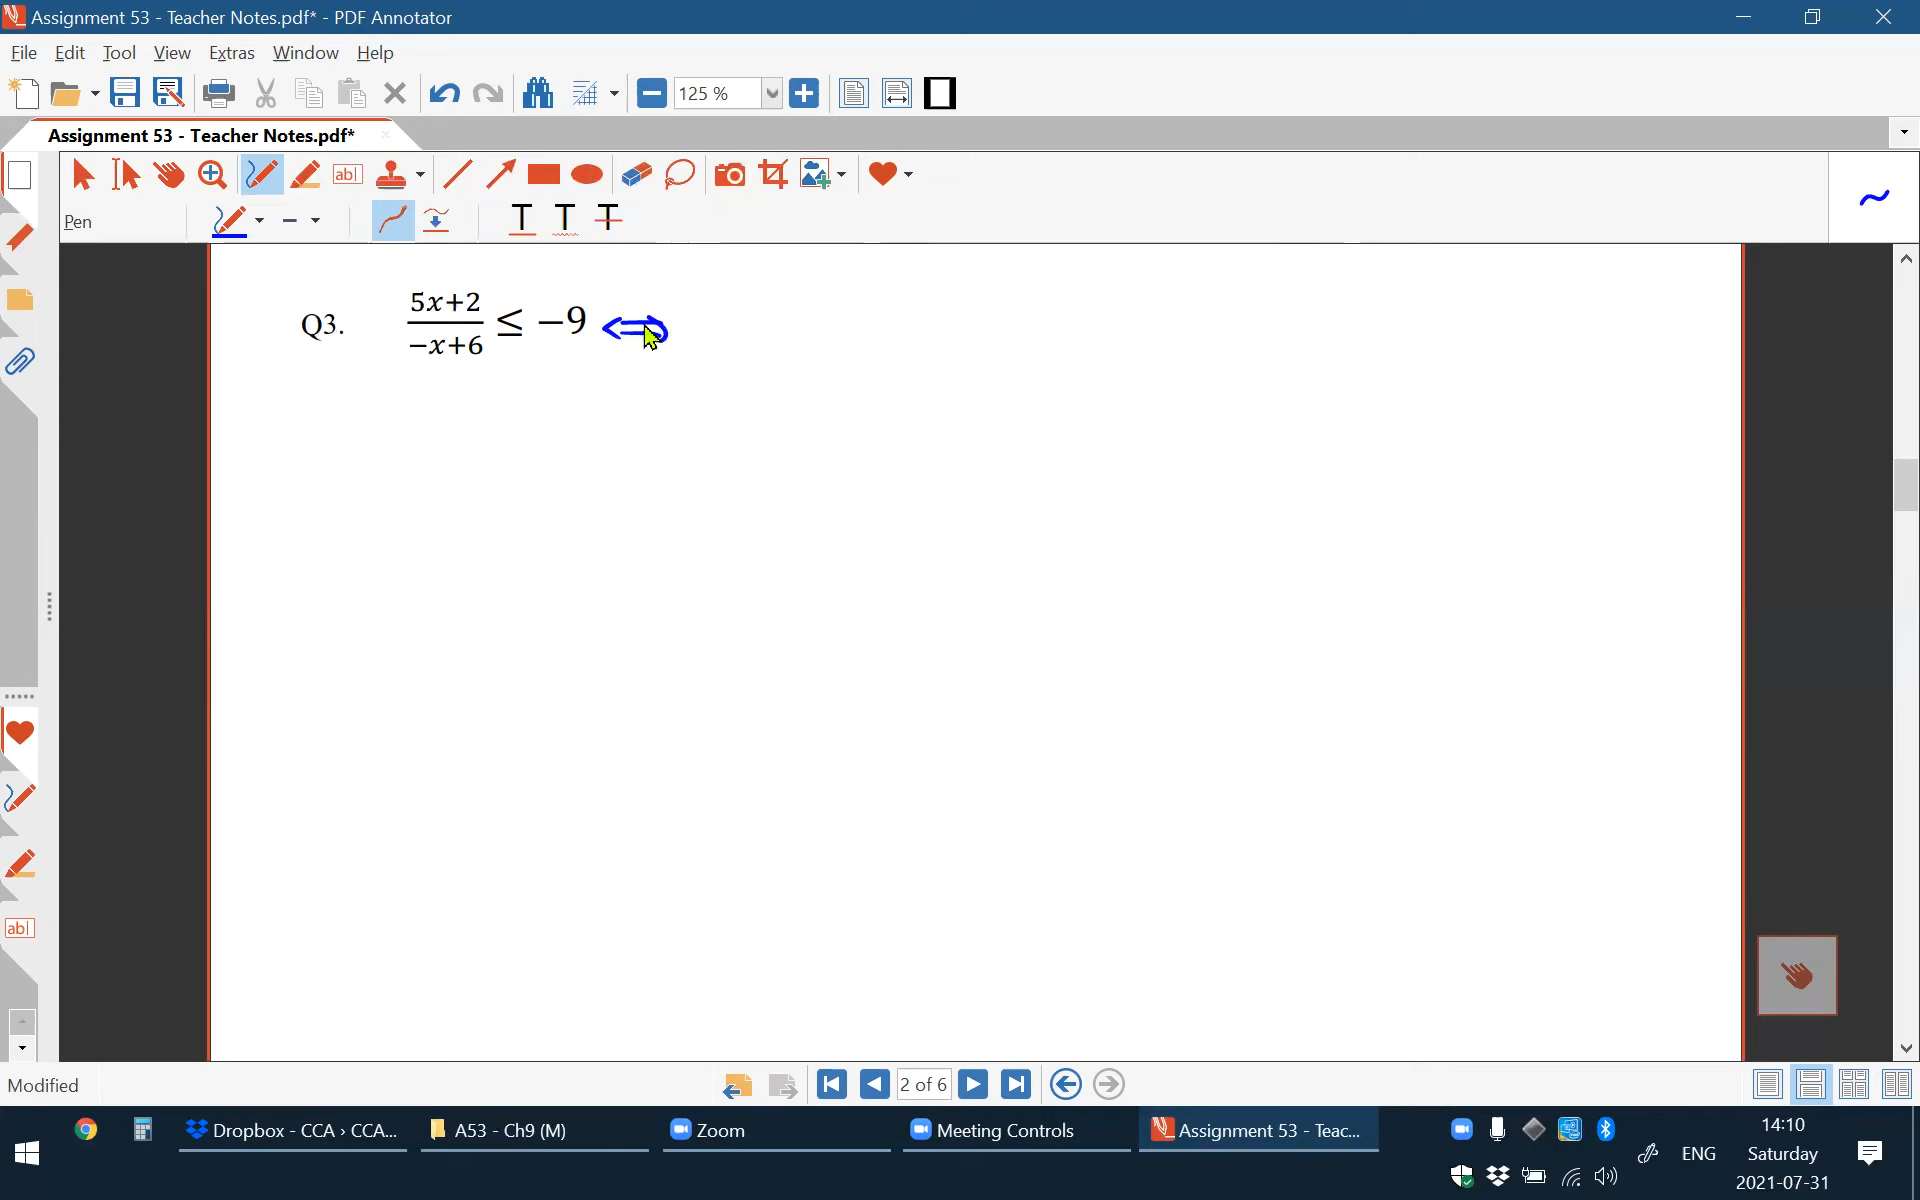 Assignment 53 - Teacher Notes.pdf* - PDF Annotator
File Edit Tool View Extras Window Help
125 %
Assignment 53 - Teacher Notes.pdf*
ab|
Pen
T T T
Q3. (5x+2)/(−x+6) ≤ −9 ⇔
ab|
Modified
2 of 6
Dropbox - CCA › CCA...
A53 - Ch9 (M)
Zoom
Meeting Controls
Assignment 53 - Teac...
ENG
14:10
Saturday
2021-07-31